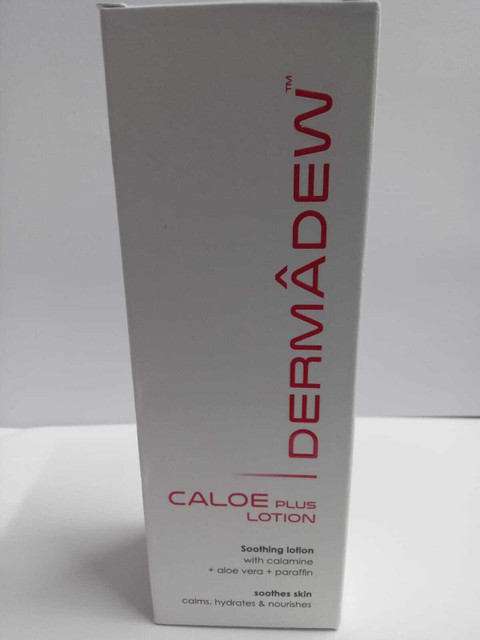 DERMÂDEW™
CALOE PLUS
LOTION
Soothing lotion
with calamine
+ aloe vera + paraffin
soothes skin
calms, hydrates & nourishes